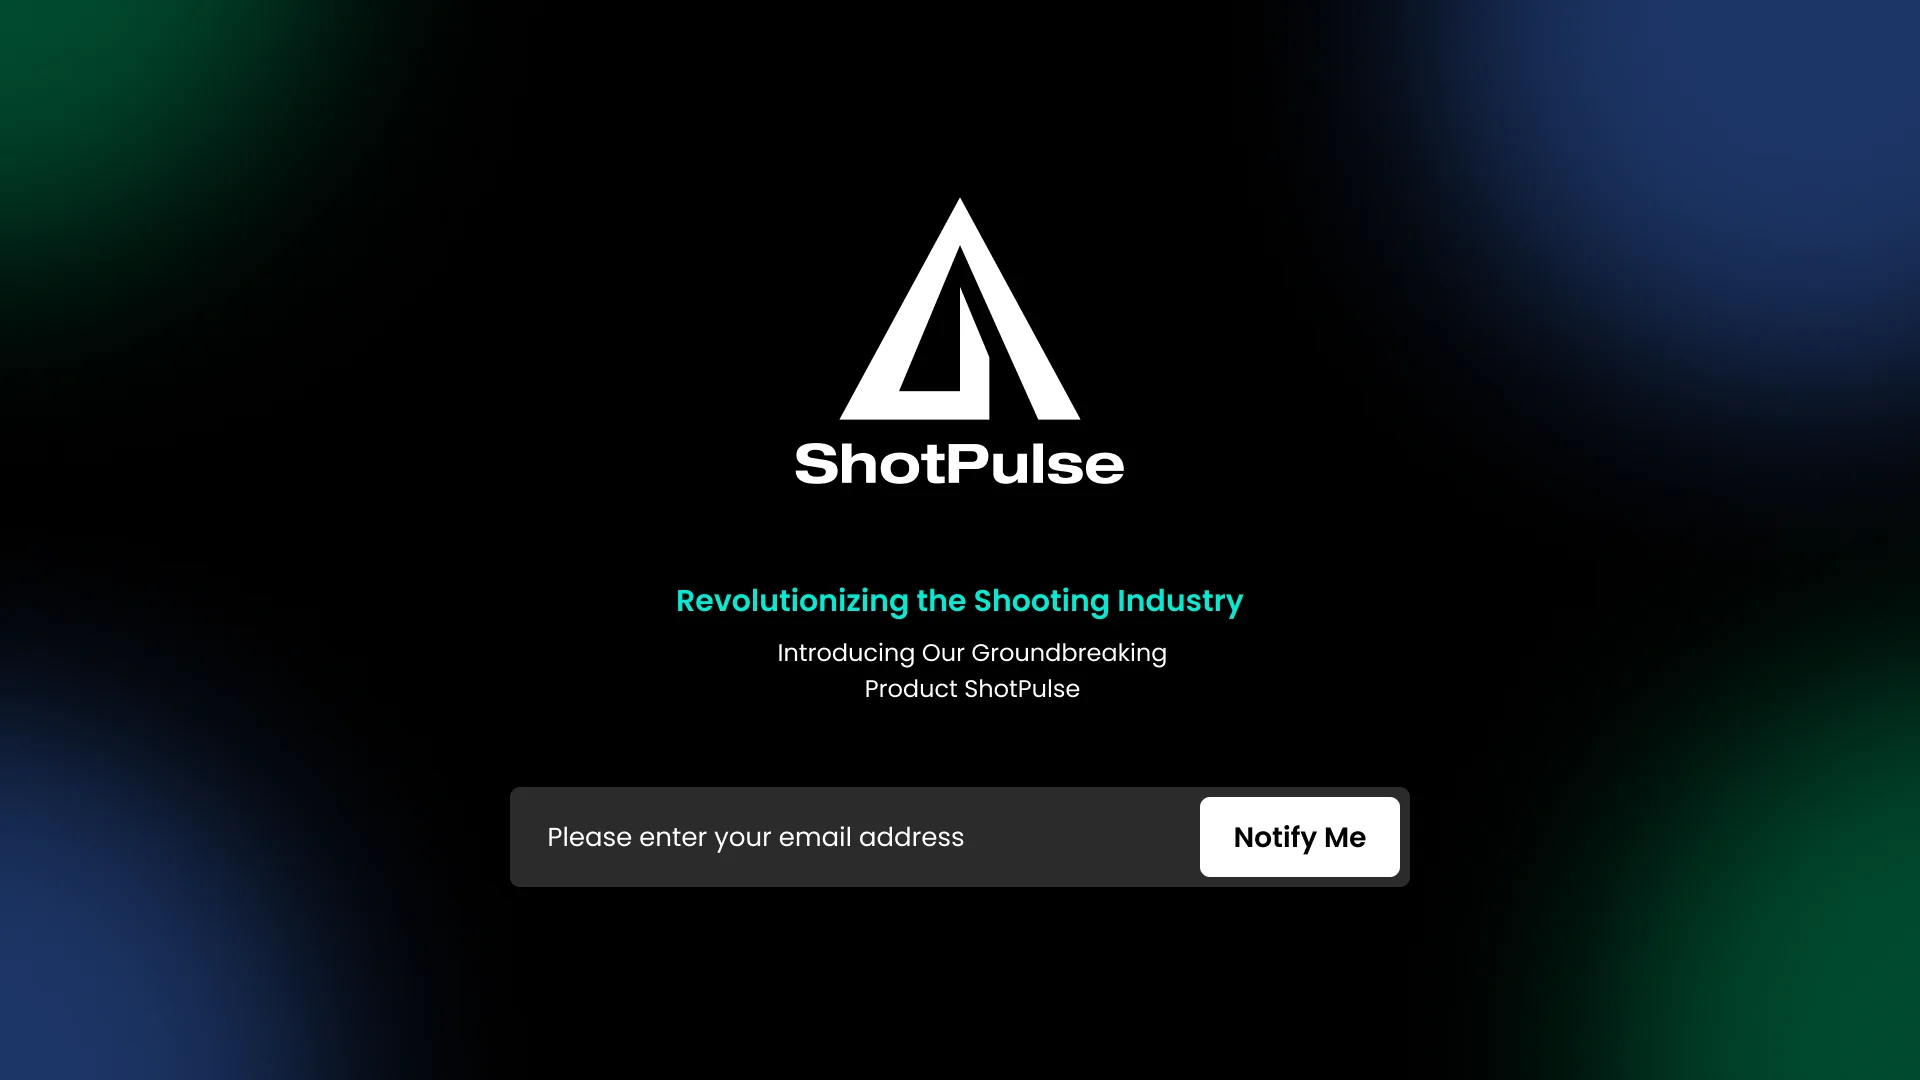 ShotPulse
Revolutionizing the Shooting Industry
Introducing Our Groundbreaking
Product ShotPulse
Please enter your email address
Notify Me